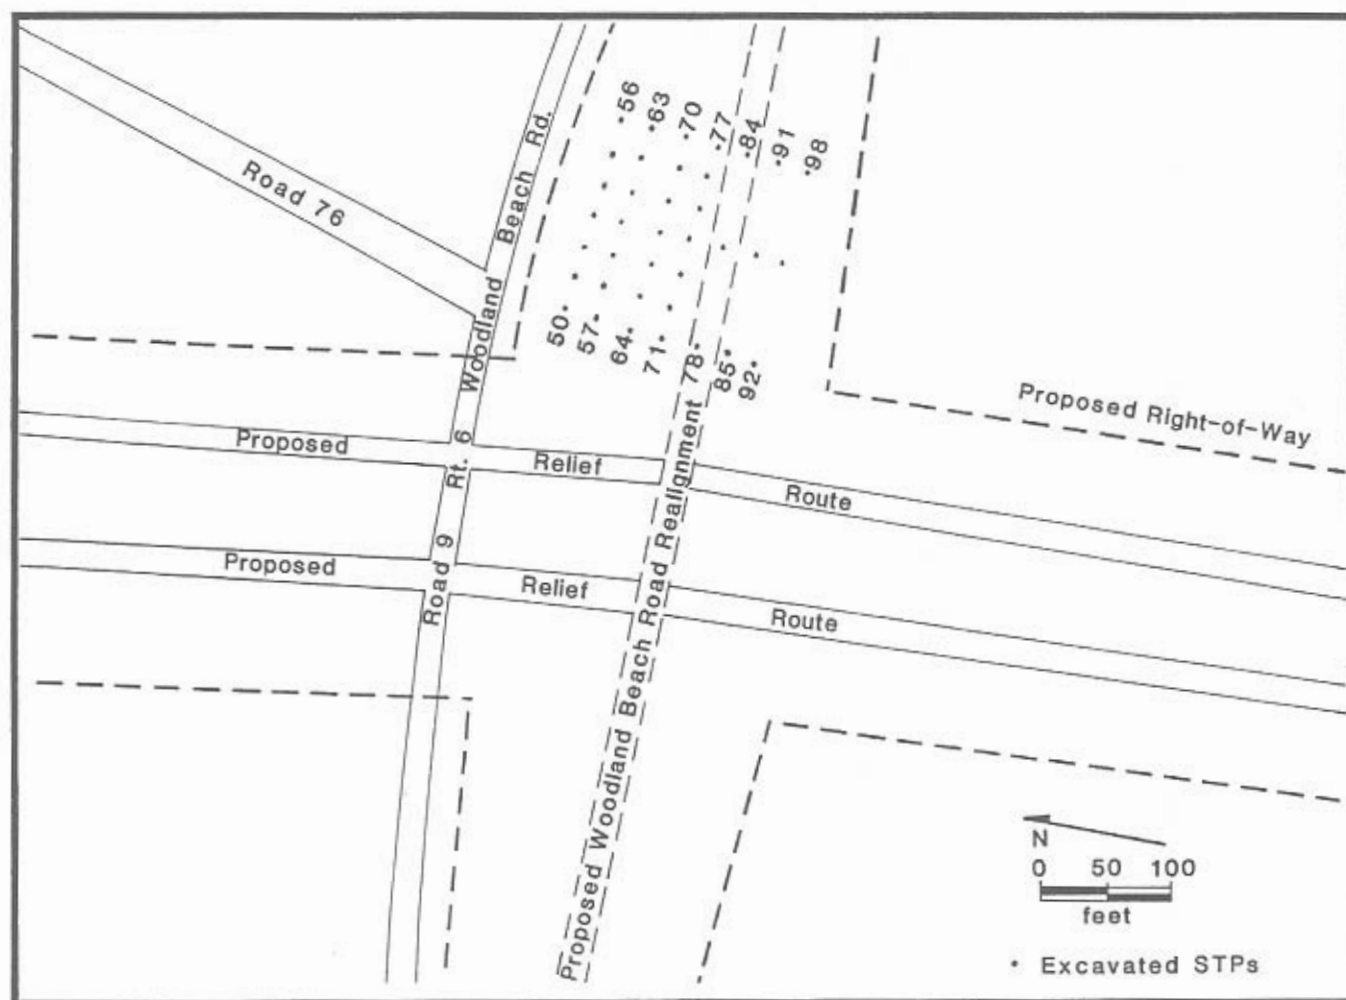 56
63
70
77
84
91
98
Road 76
Rt. 6 Woodland Beach Rd.
50
57
64
71
78
85
92
Proposed Right-of-Way
Proposed Relief Route
Road 9
Proposed Relief Route
Proposed Woodland Beach Road Realignment
N
0 50 100
feet
• Excavated STPs